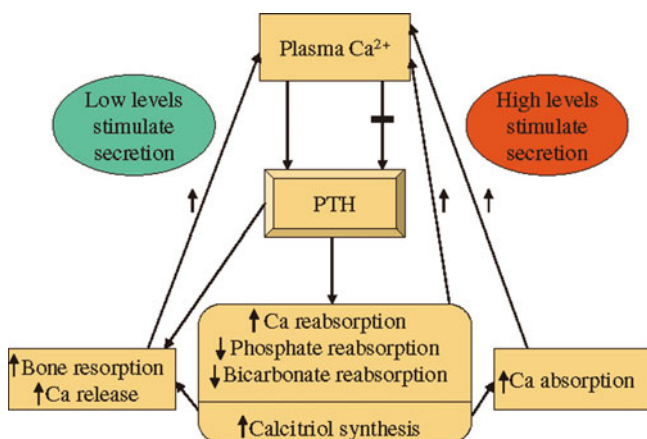 Plasma Ca²⁺
Low levels
stimulate
secretion
High levels
stimulate
secretion
PTH
↑Ca reabsorption
↓Phosphate reabsorption
↓Bicarbonate reabsorption
↑Calcitriol synthesis
↑Bone resorption
↑Ca release
↑Ca absorption